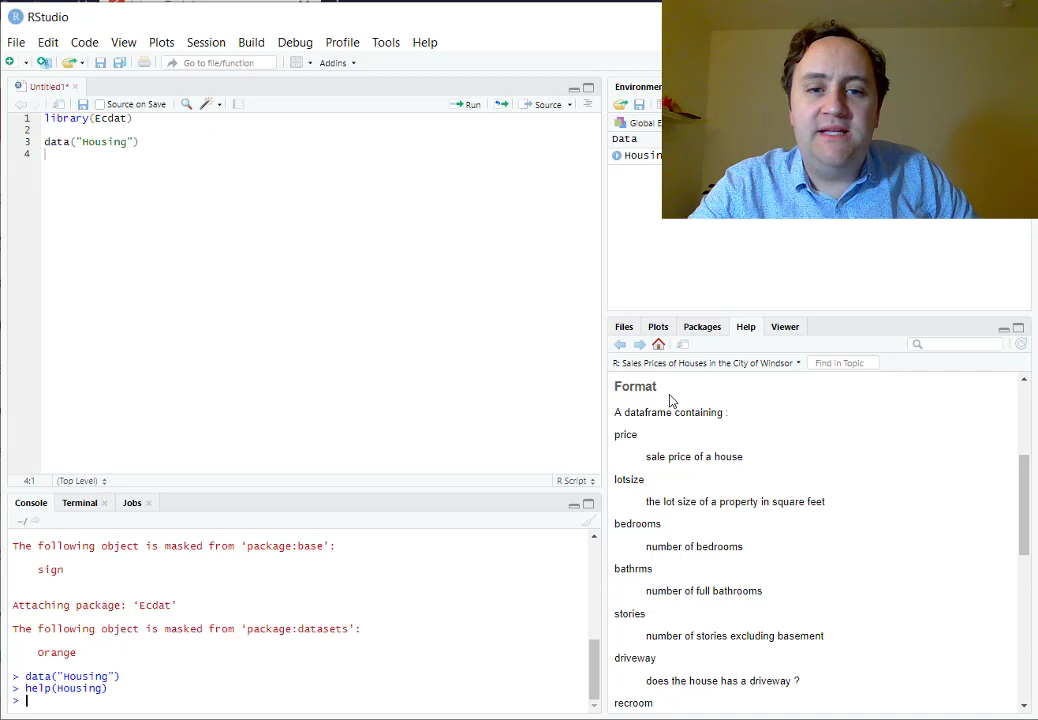 RStudio
File Edit Code View Plots Session Build Debug Profile Tools Help
Go to file/function Addins
Untitled1*
Source on Save Run Source
1 library(Ecdat)
2
3 data("Housing")
4
4:1 (Top Level) R Script
Console Terminal Jobs
~/
The following object is masked from ‘package:base’:
sign
Attaching package: ‘Ecdat’
The following object is masked from ‘package:datasets’:
Orange
> data("Housing")
> help(Housing)
>
Environmen
Global E
Data
Housin
Files Plots Packages Help Viewer
R: Sales Prices of Houses in the City of Windsor Find in Topic
Format
A dataframe containing :
price
sale price of a house
lotsize
the lot size of a property in square feet
bedrooms
number of bedrooms
bathrms
number of full bathrooms
stories
number of stories excluding basement
driveway
does the house has a driveway ?
recroom